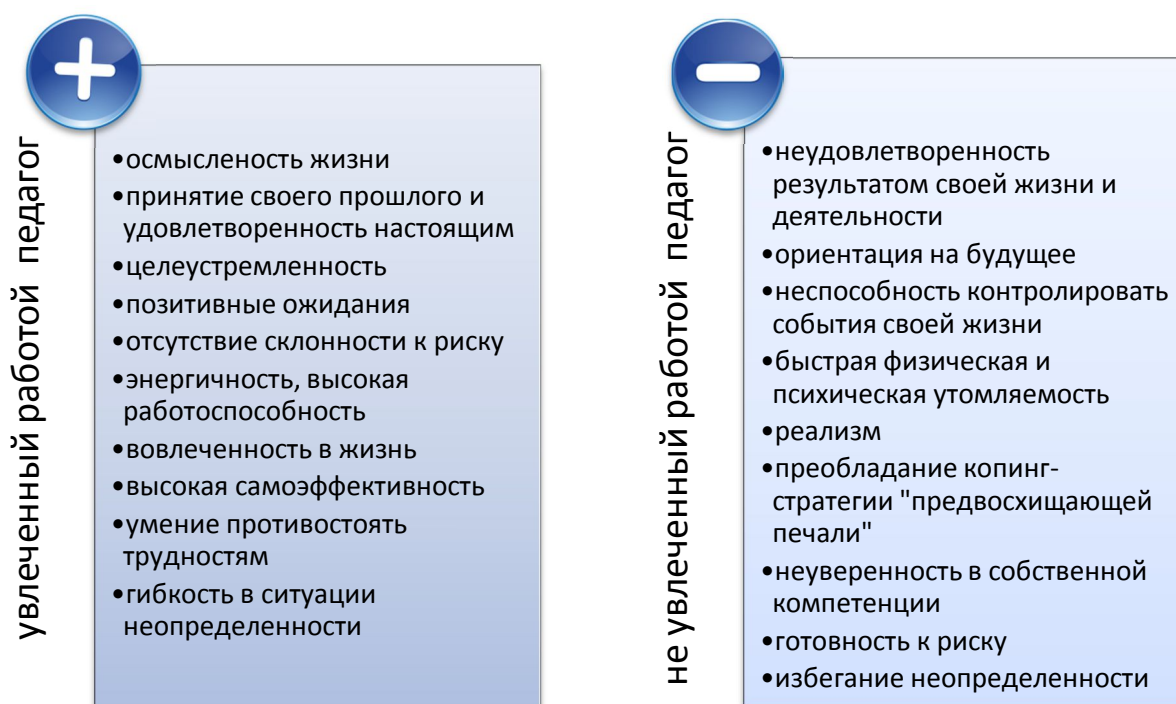 увлеченный работой педагог
•осмысленость жизни
•принятие своего прошлого и
удовлетворенность настоящим
•целеустремленность
•позитивные ожидания
•отсутствие склонности к риску
•энергичность, высокая
работоспособность
•вовлеченность в жизнь
•высокая самоэффективность
•умение противостоять
трудностям
•гибкость в ситуации
неопределенности
не увлеченный работой педагог
•неудовлетворенность
результатом своей жизни и
деятельности
•ориентация на будущее
•неспособность контролировать
события своей жизни
•быстрая физическая и
психическая утомляемость
•реализм
•преобладание копинг-
стратегии "предвосхищающей
печали"
•неуверенность в собственной
компетенции
•готовность к риску
•избегание неопределенности